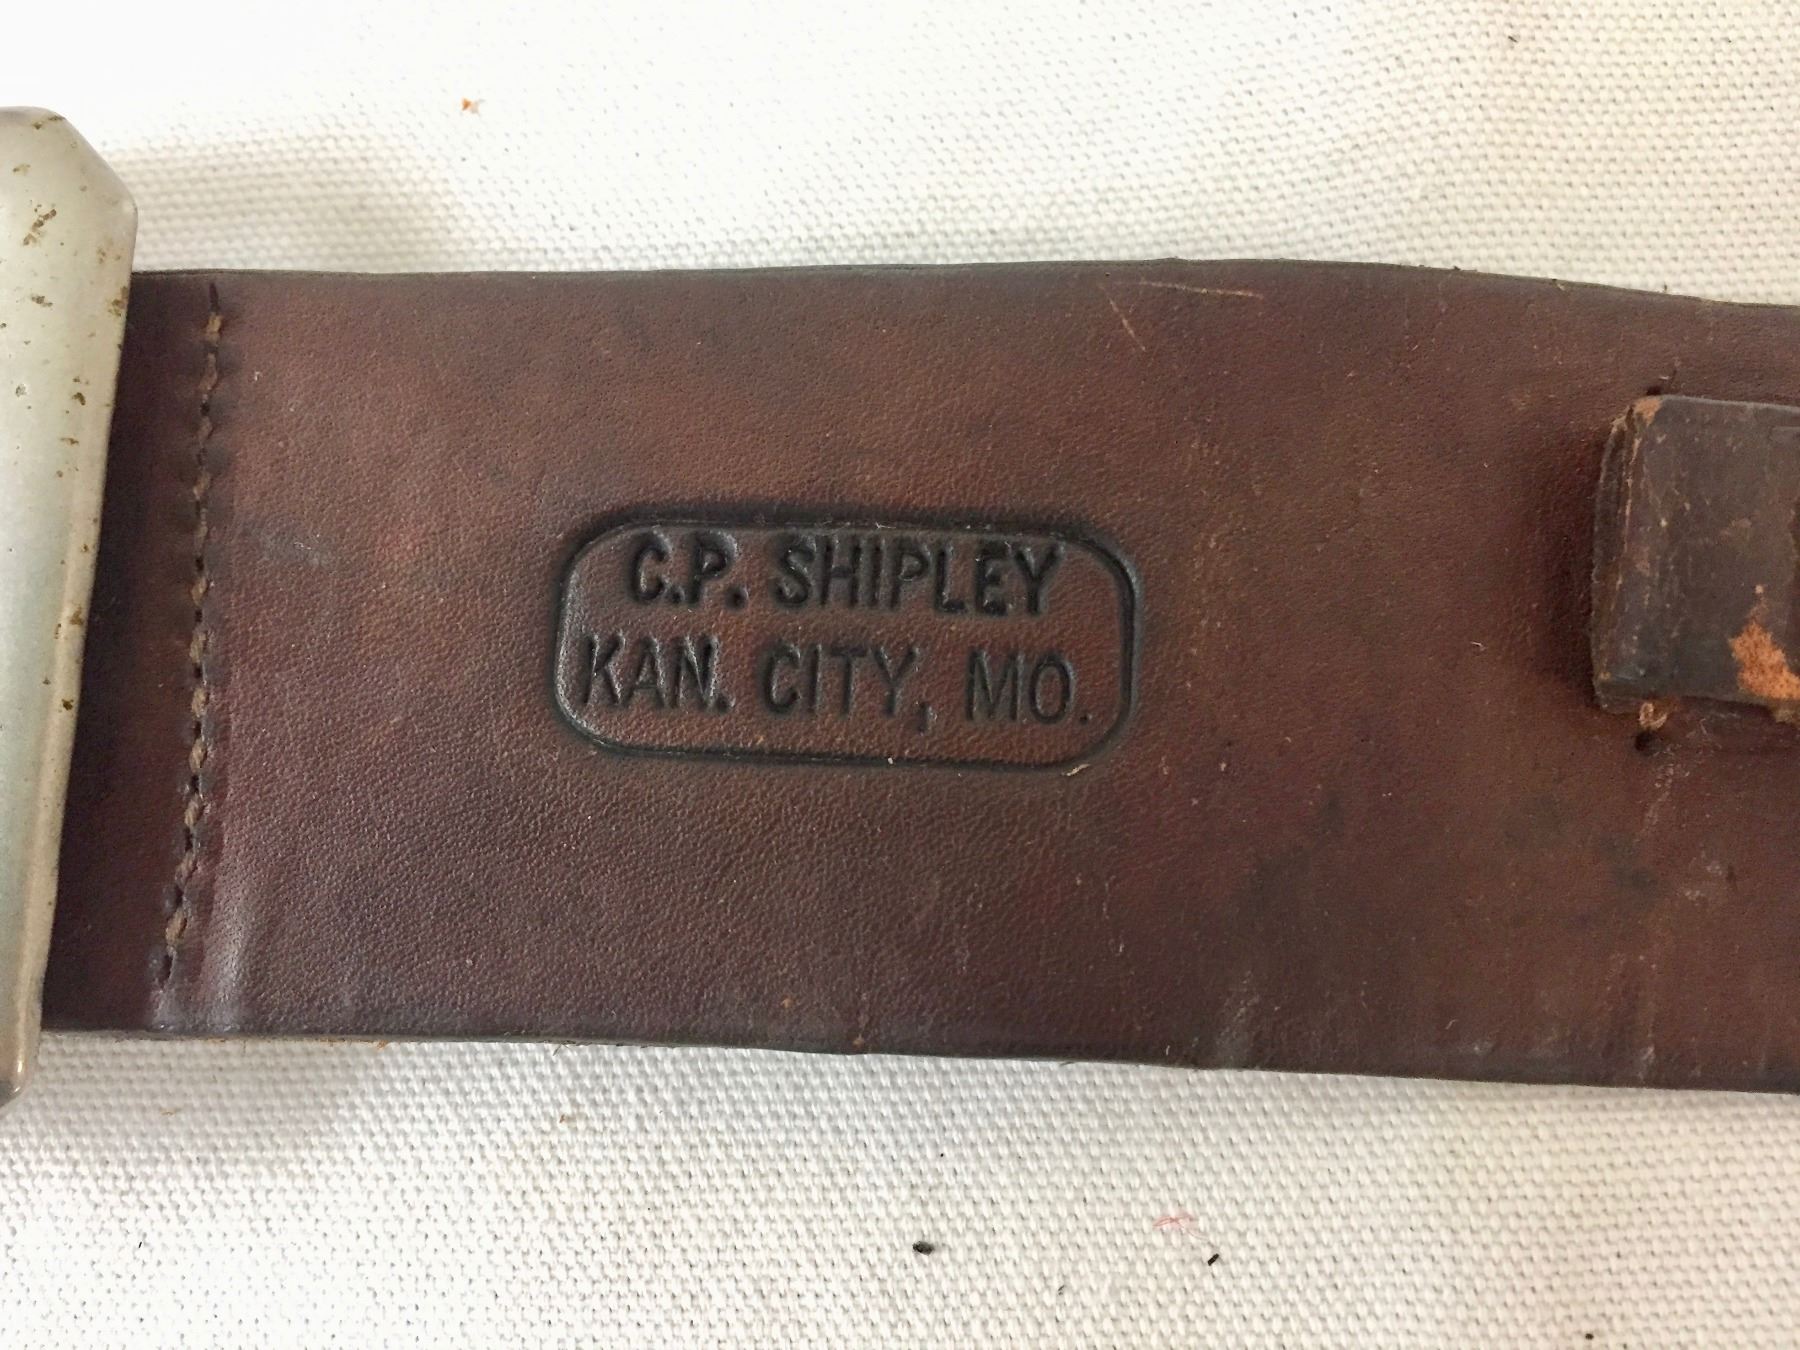 C.P. SHIPLEY
KAN. CITY, MO.